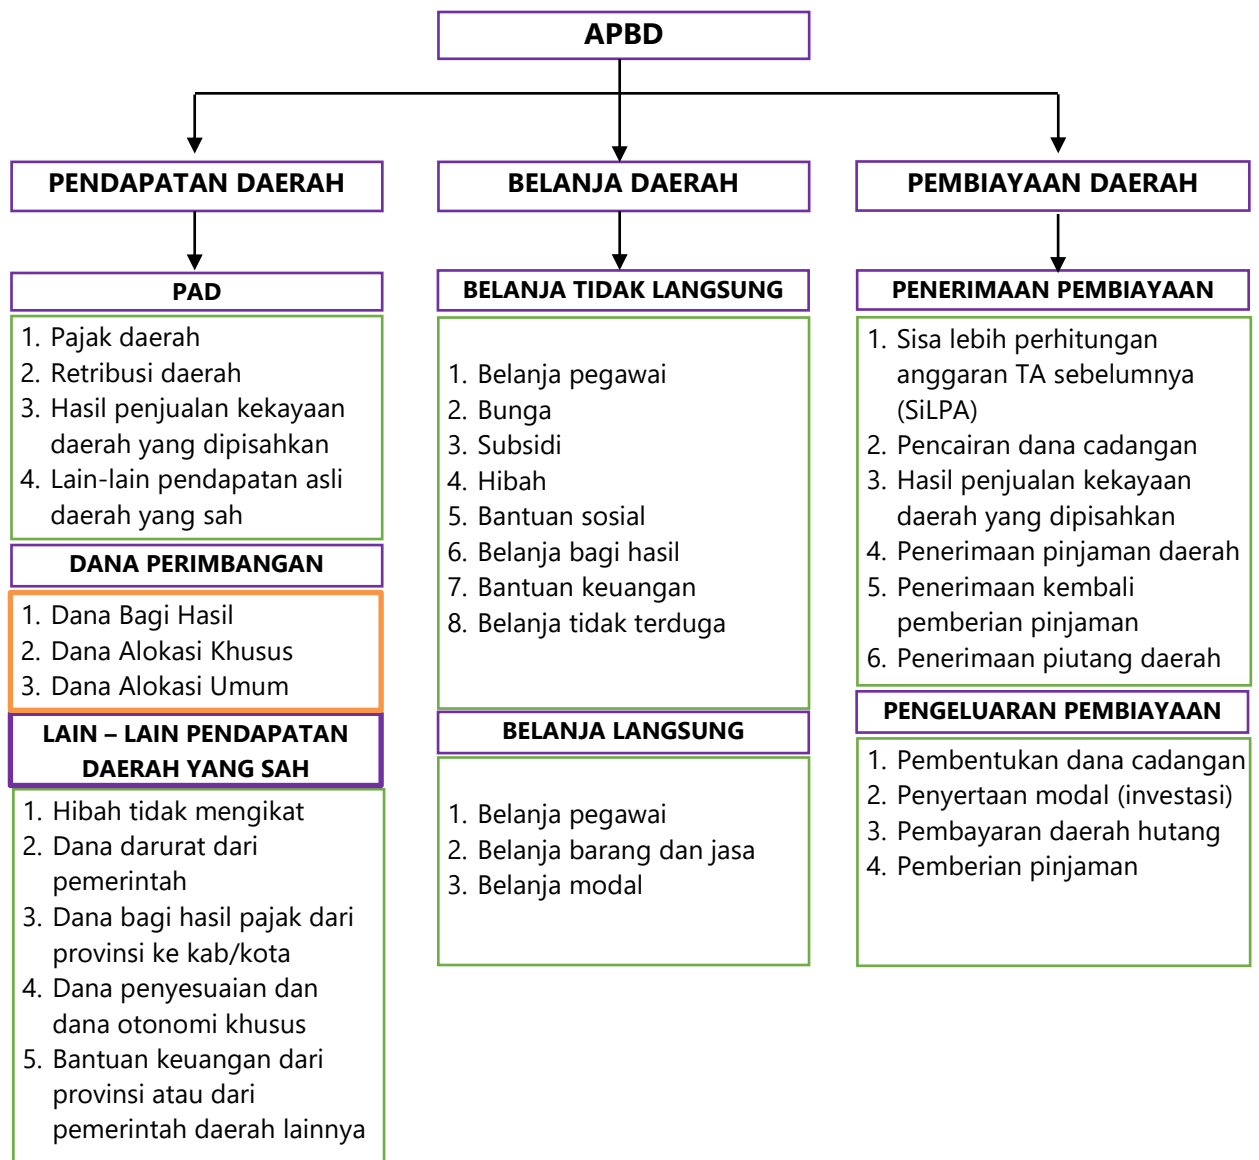 APBD
PENDAPATAN DAERAH
PAD
1. Pajak daerah
2. Retribusi daerah
3. Hasil penjualan kekayaan
daerah yang dipisahkan
4. Lain-lain pendapatan asli
daerah yang sah
DANA PERIMBANGAN
1. Dana Bagi Hasil
2. Dana Alokasi Khusus
3. Dana Alokasi Umum
LAIN – LAIN PENDAPATAN
DAERAH YANG SAH
1. Hibah tidak mengikat
2. Dana darurat dari
pemerintah
3. Dana bagi hasil pajak dari
provinsi ke kab/kota
4. Dana penyesuaian dan
dana otonomi khusus
5. Bantuan keuangan dari
provinsi atau dari
pemerintah daerah lainnya
BELANJA DAERAH
BELANJA TIDAK LANGSUNG
1. Belanja pegawai
2. Bunga
3. Subsidi
4. Hibah
5. Bantuan sosial
6. Belanja bagi hasil
7. Bantuan keuangan
8. Belanja tidak terduga
BELANJA LANGSUNG
1. Belanja pegawai
2. Belanja barang dan jasa
3. Belanja modal
PEMBIAYAAN DAERAH
PENERIMAAN PEMBIAYAAN
1. Sisa lebih perhitungan
anggaran TA sebelumnya
(SiLPA)
2. Pencairan dana cadangan
3. Hasil penjualan kekayaan
daerah yang dipisahkan
4. Penerimaan pinjaman daerah
5. Penerimaan kembali
pemberian pinjaman
6. Penerimaan piutang daerah
PENGELUARAN PEMBIAYAAN
1. Pembentukan dana cadangan
2. Penyertaan modal (investasi)
3. Pembayaran daerah hutang
4. Pemberian pinjaman